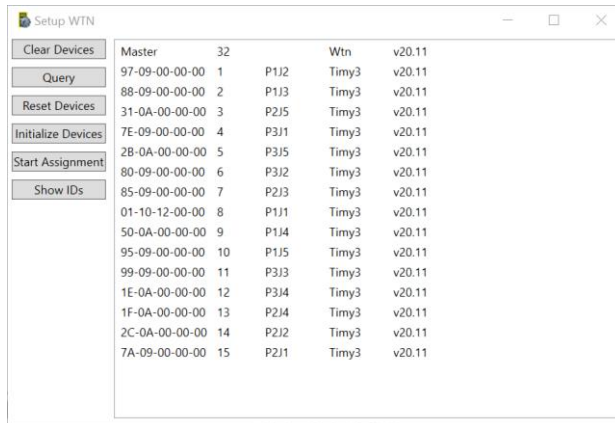 Setup WTN
Clear Devices
Query
Reset Devices
Initialize Devices
Start Assignment
Show IDs
Master 32 Wtn v20.11
97-09-00-00-00 1 P1J2 Timy3 v20.11
88-09-00-00-00 2 P1J3 Timy3 v20.11
31-0A-00-00-00 3 P2J5 Timy3 v20.11
7E-09-00-00-00 4 P3J1 Timy3 v20.11
2B-0A-00-00-00 5 P3J5 Timy3 v20.11
80-09-00-00-00 6 P3J2 Timy3 v20.11
85-09-00-00-00 7 P2J3 Timy3 v20.11
01-10-12-00-00 8 P1J1 Timy3 v20.11
50-0A-00-00-00 9 P1J4 Timy3 v20.11
95-09-00-00-00 10 P1J5 Timy3 v20.11
99-09-00-00-00 11 P3J3 Timy3 v20.11
1E-0A-00-00-00 12 P3J4 Timy3 v20.11
1F-0A-00-00-00 13 P2J4 Timy3 v20.11
2C-0A-00-00-00 14 P2J2 Timy3 v20.11
7A-09-00-00-00 15 P2J1 Timy3 v20.11